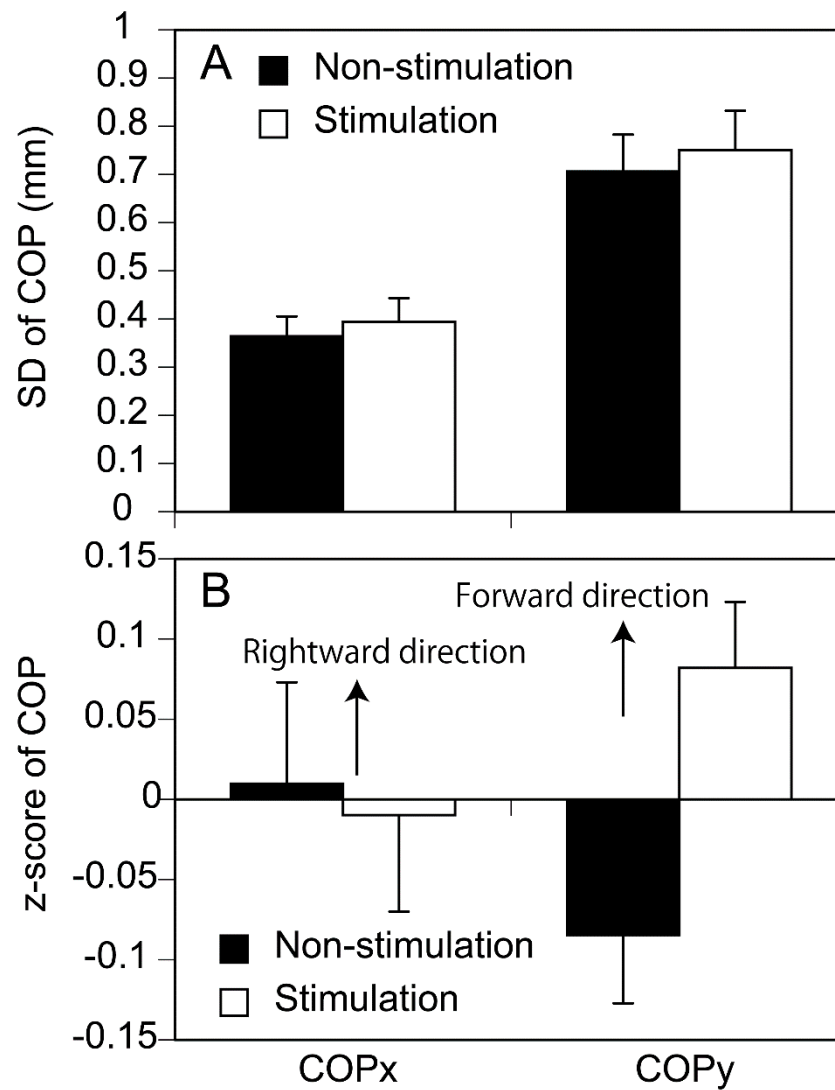 A
Non-stimulation
Stimulation
SD of COP (mm)
1
0.9
0.8
0.7
0.6
0.5
0.4
0.3
0.2
0.1
0
B
Forward direction
Rightward direction
z-score of COP
0.15
0.1
0.05
0
-0.05
-0.1
-0.15
Non-stimulation
Stimulation
COPx COPy